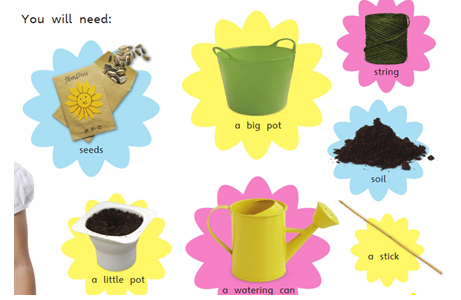 You will need:
string
a big pot
seeds
soil
a stick
a little pot
a watering can